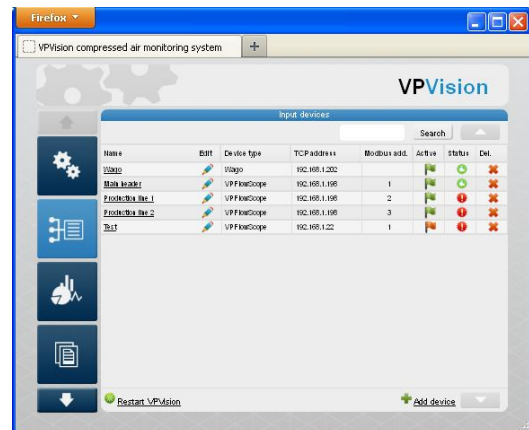 Firefox
VPVision compressed air monitoring system
VPVision
Input devices
Search
Name Edit Device type TCP address Modbus add. Active Status Del.
Wago Wago 192.168.1.202
Main header VPFlowScope 192.168.1.198 1
Production line 1 VPFlowScope 192.168.1.198 2
Production line 2 VPFlowScope 192.168.1.198 3
Test VPFlowScope 192.168.1.22 1
Restart VPVision Add device